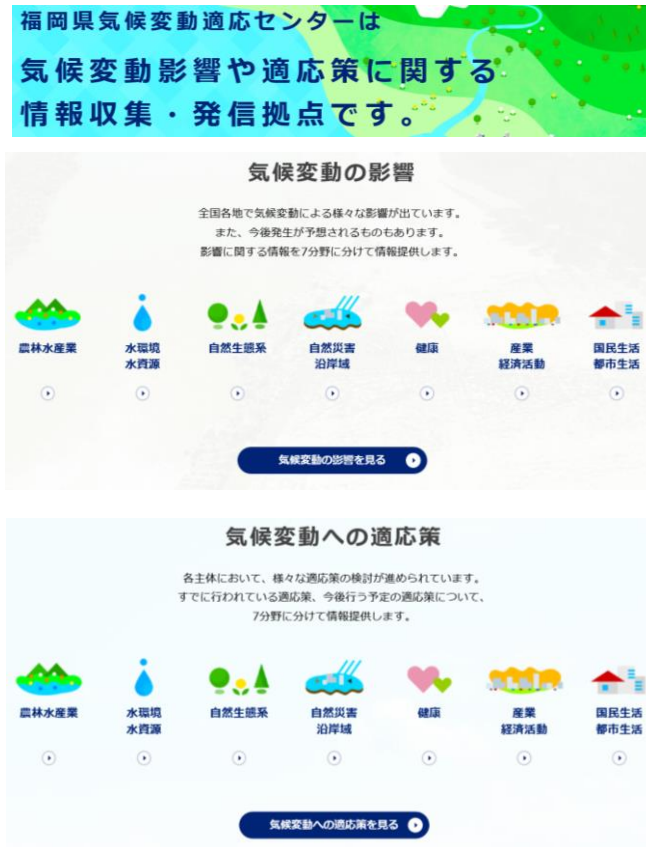 福岡県気候変動適応センターは
気候変動影響や適応策に関する
情報収集・発信拠点です。
気候変動の影響
全国各地で気候変動による様々な影響が出ています。
また、今後発生が予想されるものもあります。
影響に関する情報を7分野に分けて情報提供します。
農林水産業
水環境
水資源
自然生態系
自然災害
沿岸域
健康
産業
経済活動
国民生活
都市生活
気候変動の影響を見る
気候変動への適応策
各主体において、様々な適応策の検討が進められています。
すでに行われている適応策、今後行う予定の適応策について、
7分野に分けて情報提供します。
農林水産業
水環境
水資源
自然生態系
自然災害
沿岸域
健康
産業
経済活動
国民生活
都市生活
気候変動への適応策を見る